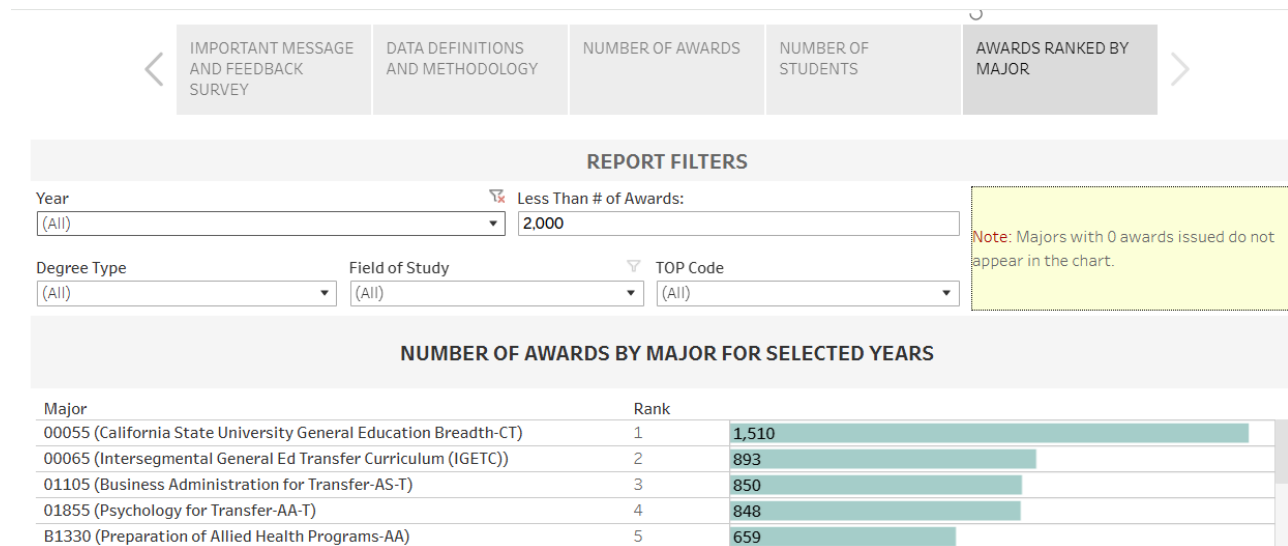 IMPORTANT MESSAGE AND FEEDBACK SURVEY
DATA DEFINITIONS AND METHODOLOGY
NUMBER OF AWARDS
NUMBER OF STUDENTS
AWARDS RANKED BY MAJOR
REPORT FILTERS
Year
(All)
Less Than # of Awards:
2,000
Note: Majors with 0 awards issued do not
appear in the chart.
Degree Type
(All)
Field of Study
(All)
TOP Code
(All)
NUMBER OF AWARDS BY MAJOR FOR SELECTED YEARS
Major Rank
00055 (California State University General Education Breadth-CT) 1 1,510
00065 (Intersegmental General Ed Transfer Curriculum (IGETC)) 2 893
01105 (Business Administration for Transfer-AS-T) 3 850
01855 (Psychology for Transfer-AA-T) 4 848
B1330 (Preparation of Allied Health Programs-AA) 5 659